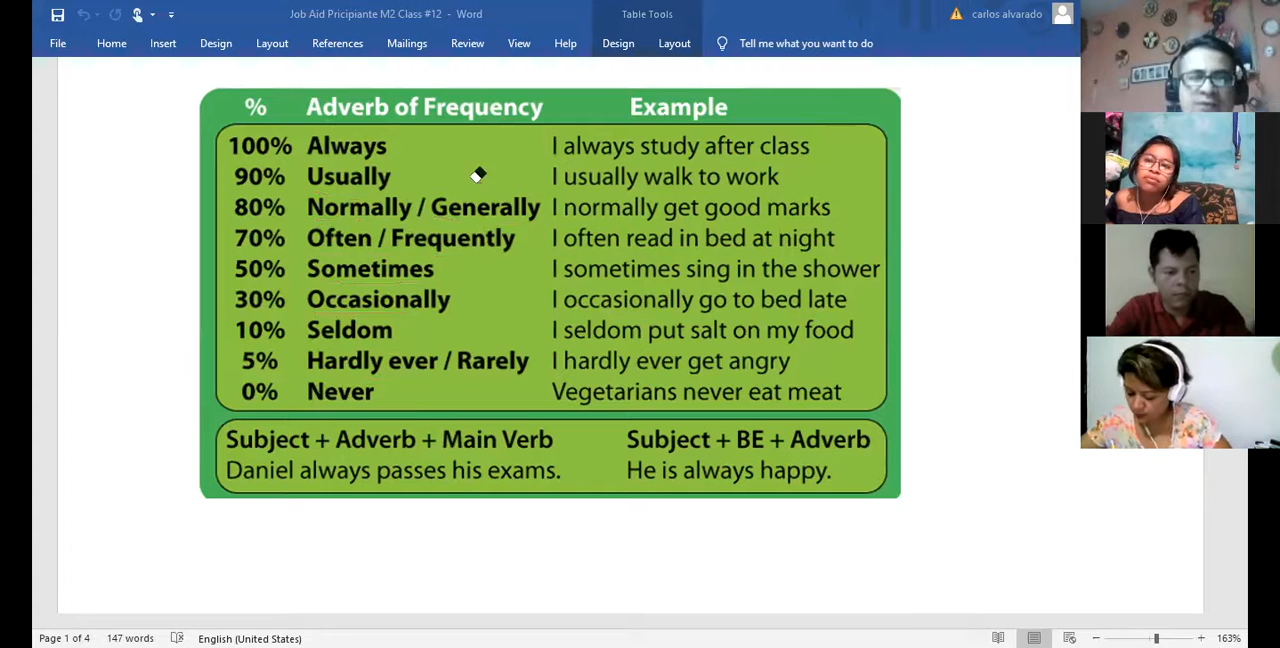 Job Aid Pricipiante M2 Class #12 - Word
Table Tools
carlos alvarado
File Home Insert Design Layout References Mailings Review View Help Design Layout Tell me what you want to do
% Adverb of Frequency Example
100% Always I always study after class
90% Usually I usually walk to work
80% Normally / Generally I normally get good marks
70% Often / Frequently I often read in bed at night
50% Sometimes I sometimes sing in the shower
30% Occasionally I occasionally go to bed late
10% Seldom I seldom put salt on my food
5% Hardly ever / Rarely I hardly ever get angry
0% Never Vegetarians never eat meat
Subject + Adverb + Main Verb Subject + BE + Adverb
Daniel always passes his exams. He is always happy.
Page 1 of 4 147 words English (United States) 163%